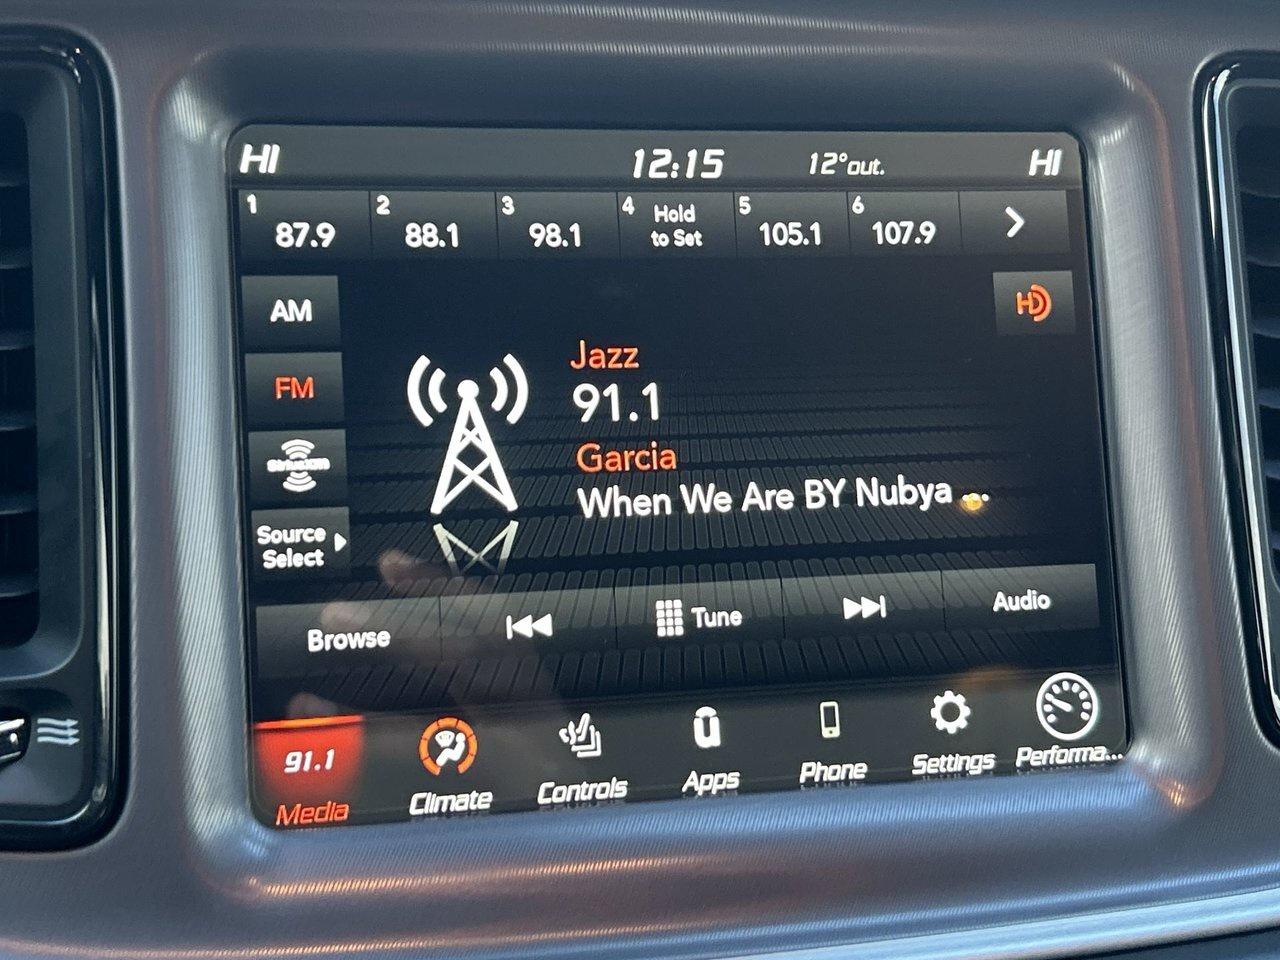 HI 12:15 12°out. HI
1 87.9 2 88.1 3 98.1 4 Hold to Set 5 105.1 6 107.9
AM
HD
FM
SiriusXM
Source
Select
Jazz
91.1
Garcia
When We Are BY Nubya ...
Browse Tune Audio
91.1
Media Climate Controls Apps Phone Settings Performa...